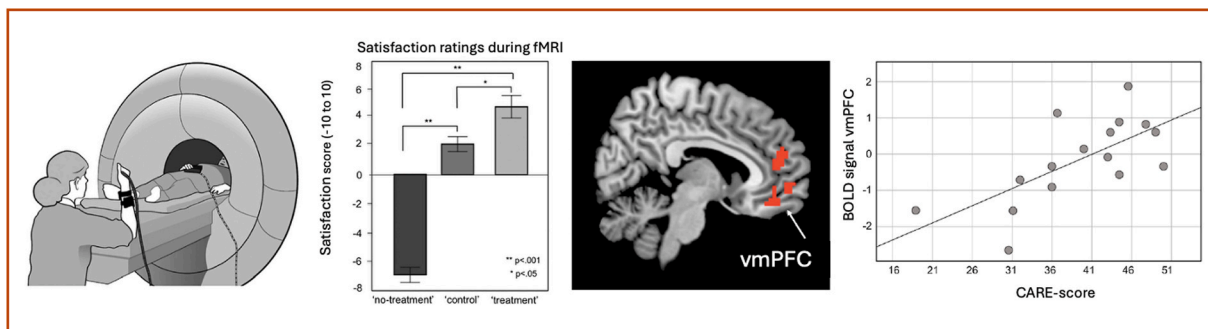 Satisfaction ratings during fMRI
Satisfaction score (-10 to 10)
8
6
4
2
0
-2
-4
-6
-8
**
*
**
** p<.001
* p<.05
'no-treatment' 'control' 'treatment'
vmPFC
BOLD signal vmPFC
2
1
0
-1
-2
16 21 26 31 36 41 46 51
CARE-score